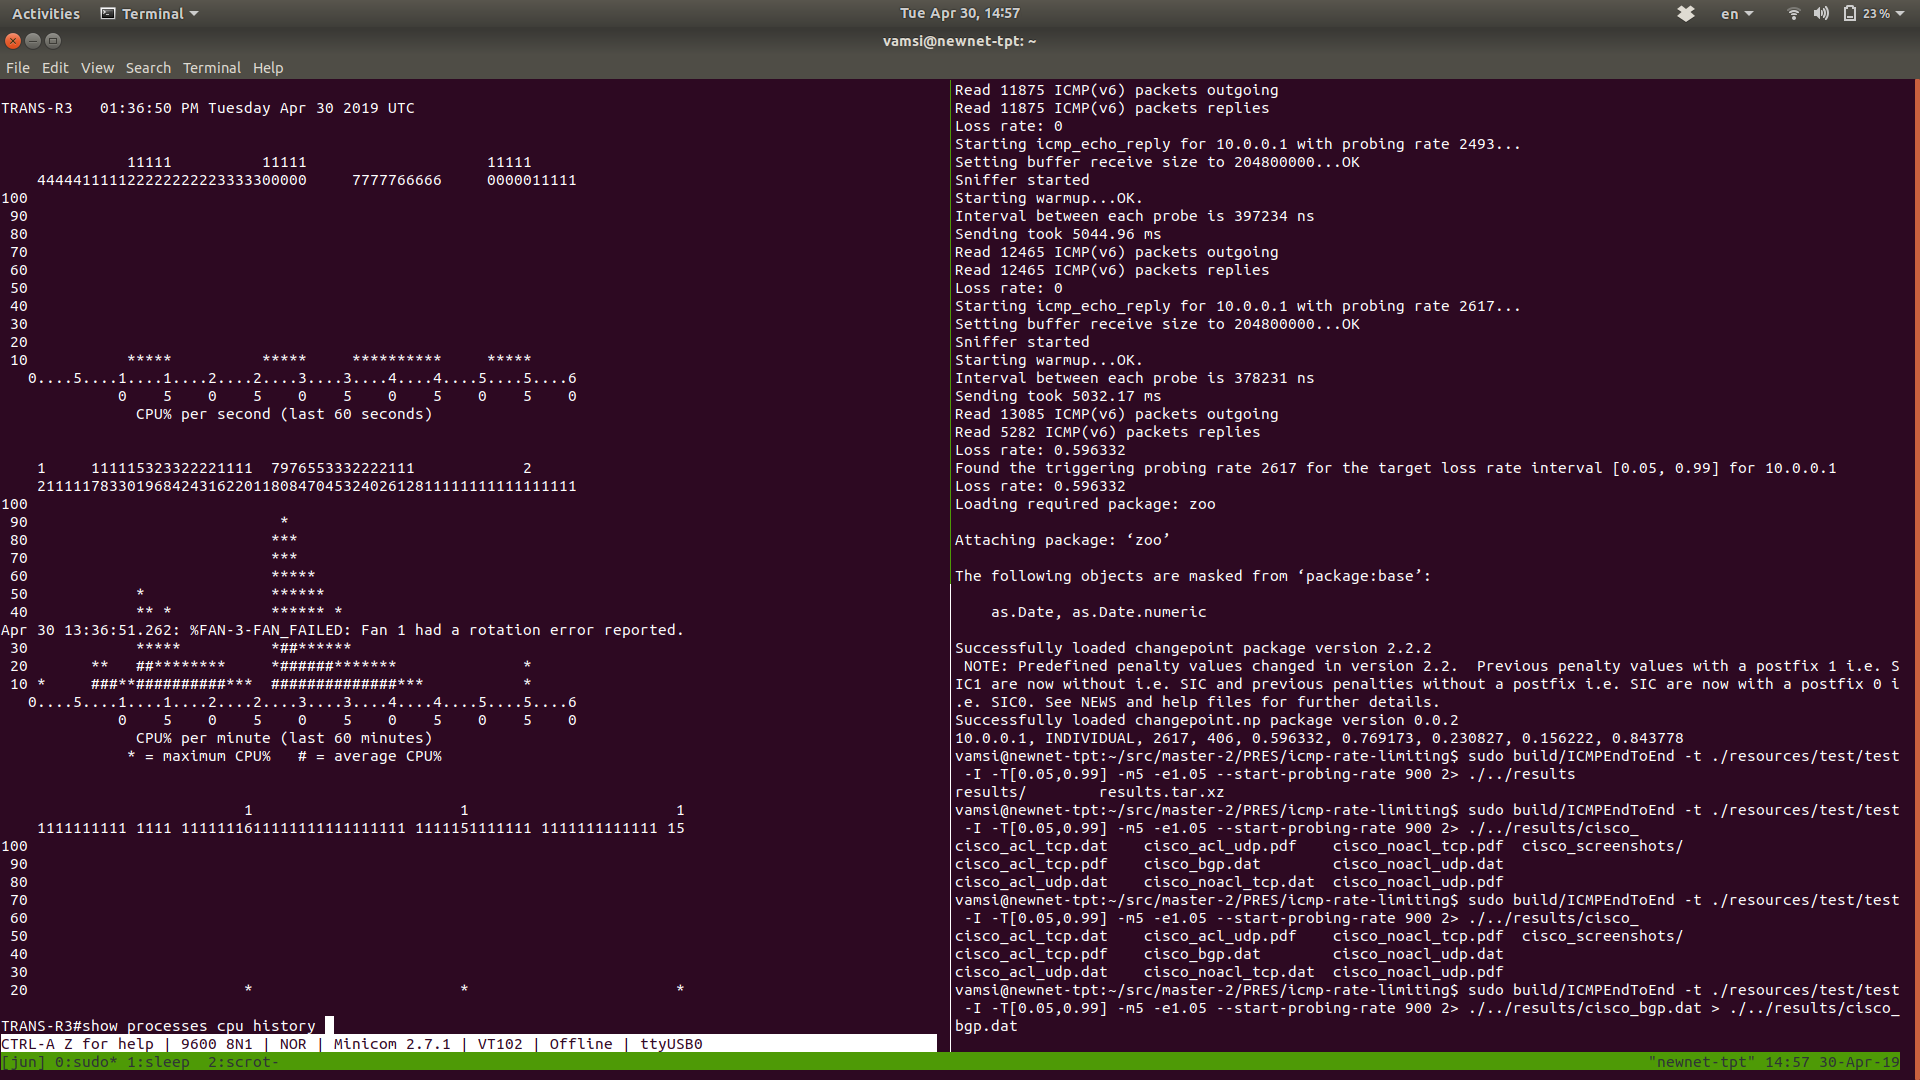 Activities Terminal Tue Apr 30, 14:57 en 23%
vamsi@newnet-tpt: ~
File Edit View Search Terminal Help
TRANS-R3   01:36:50 PM Tuesday Apr 30 2019 UTC
              11111          11111                    11111
    444441111122222222223333300000     7777766666     0000011111
100
 90
 80
 70
 60
 50
 40
 30
 20
 10           *****          *****     **********     *****
   0....5....1....1....2....2....3....3....4....4....5....5....6
             0    5    0    5    0    5    0    5    0    5    0
               CPU% per second (last 60 seconds)
    1     111115323322221111  7976553332222111            2
    211111783301968424316220118084704532402612811111111111111111
100
 90                            *
 80                           ***
 70                           ***
 60                           *****
 50            *              ******
 40            ** *           ****** *
Apr 30 13:36:51.262: %FAN-3-FAN_FAILED: Fan 1 had a rotation error reported.
 30            *****          *##******
 20       **   ##********     *######*******              *
 10 *     ###**##########***  ##############***           *
   0....5....1....1....2....2....3....3....4....4....5....5....6
             0    5    0    5    0    5    0    5    0    5    0
               CPU% per minute (last 60 minutes)
              * = maximum CPU%   # = average CPU%
                           1                       1                       1
    1111111111 1111 1111111611111111111111111 1111151111111 1111111111111 15
100
 90
 80
 70
 60
 50
 40
 30
 20                        *                       *                       *
TRANS-R3#show processes cpu history
CTRL-A Z for help | 9600 8N1 | NOR | Minicom 2.7.1 | VT102 | Offline | ttyUSB0
Read 11875 ICMP(v6) packets outgoing
Read 11875 ICMP(v6) packets replies
Loss rate: 0
Starting icmp_echo_reply for 10.0.0.1 with probing rate 2493...
Setting buffer receive size to 204800000...OK
Sniffer started
Starting warmup...OK.
Interval between each probe is 397234 ns
Sending took 5044.96 ms
Read 12465 ICMP(v6) packets outgoing
Read 12465 ICMP(v6) packets replies
Loss rate: 0
Starting icmp_echo_reply for 10.0.0.1 with probing rate 2617...
Setting buffer receive size to 204800000...OK
Sniffer started
Starting warmup...OK.
Interval between each probe is 378231 ns
Sending took 5032.17 ms
Read 13085 ICMP(v6) packets outgoing
Read 5282 ICMP(v6) packets replies
Loss rate: 0.596332
Found the triggering probing rate 2617 for the target loss rate interval [0.05, 0.99] for 10.0.0.1
Loss rate: 0.596332
Loading required package: zoo
Attaching package: ‘zoo’
The following objects are masked from ‘package:base’:
    as.Date, as.Date.numeric
Successfully loaded changepoint package version 2.2.2
 NOTE: Predefined penalty values changed in version 2.2.  Previous penalty values with a postfix 1 i.e. S
IC1 are now without i.e. SIC and previous penalties without a postfix i.e. SIC are now with a postfix 0 i
.e. SIC0. See NEWS and help files for further details.
Successfully loaded changepoint.np package version 0.0.2
10.0.0.1, INDIVIDUAL, 2617, 406, 0.596332, 0.769173, 0.230827, 0.156222, 0.843778
vamsi@newnet-tpt:~/src/master-2/PRES/icmp-rate-limiting$ sudo build/ICMPEndToEnd -t ./resources/test/test
 -I -T[0.05,0.99] -m5 -e1.05 --start-probing-rate 900 2> ./../results
results/        results.tar.xz
vamsi@newnet-tpt:~/src/master-2/PRES/icmp-rate-limiting$ sudo build/ICMPEndToEnd -t ./resources/test/test
 -I -T[0.05,0.99] -m5 -e1.05 --start-probing-rate 900 2> ./../results/cisco_
cisco_acl_tcp.dat    cisco_acl_udp.pdf    cisco_noacl_tcp.pdf  cisco_screenshots/
cisco_acl_tcp.pdf    cisco_bgp.dat        cisco_noacl_udp.dat
cisco_acl_udp.dat    cisco_noacl_tcp.dat  cisco_noacl_udp.pdf
vamsi@newnet-tpt:~/src/master-2/PRES/icmp-rate-limiting$ sudo build/ICMPEndToEnd -t ./resources/test/test
 -I -T[0.05,0.99] -m5 -e1.05 --start-probing-rate 900 2> ./../results/cisco_
cisco_acl_tcp.dat    cisco_acl_udp.pdf    cisco_noacl_tcp.pdf  cisco_screenshots/
cisco_acl_tcp.pdf    cisco_bgp.dat        cisco_noacl_udp.dat
cisco_acl_udp.dat    cisco_noacl_tcp.dat  cisco_noacl_udp.pdf
vamsi@newnet-tpt:~/src/master-2/PRES/icmp-rate-limiting$ sudo build/ICMPEndToEnd -t ./resources/test/test
 -I -T[0.05,0.99] -m5 -e1.05 --start-probing-rate 900 2> ./../results/cisco_bgp.dat > ./../results/cisco_
bgp.dat
[jun] 0:sudo* 1:sleep  2:scrot- "newnet-tpt" 14:57 30-Apr-19